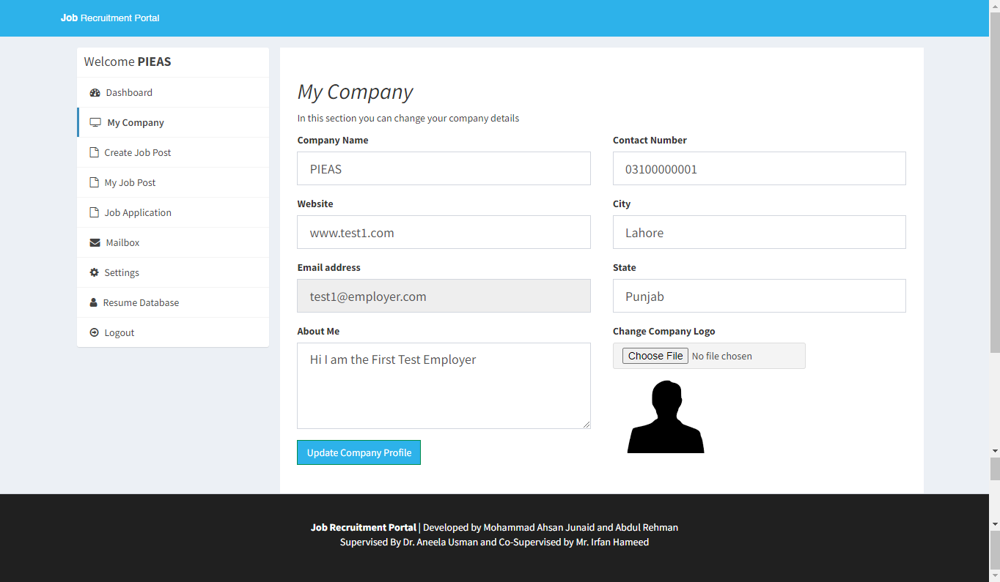 Job Recruitment Portal
Welcome PIEAS
Dashboard
My Company
Create Job Post
My Job Post
Job Application
Mailbox
Settings
Resume Database
Logout
My Company
In this section you can change your company details
Company Name
PIEAS
Website
www.test1.com
Email address
test1@employer.com
About Me
Hi I am the First Test Employer
Update Company Profile
Contact Number
03100000001
City
Lahore
State
Punjab
Change Company Logo
Choose File No file chosen
Job Recruitment Portal | Developed by Mohammad Ahsan Junaid and Abdul Rehman
Supervised By Dr. Aneela Usman and Co-Supervised by Mr. Irfan Hameed